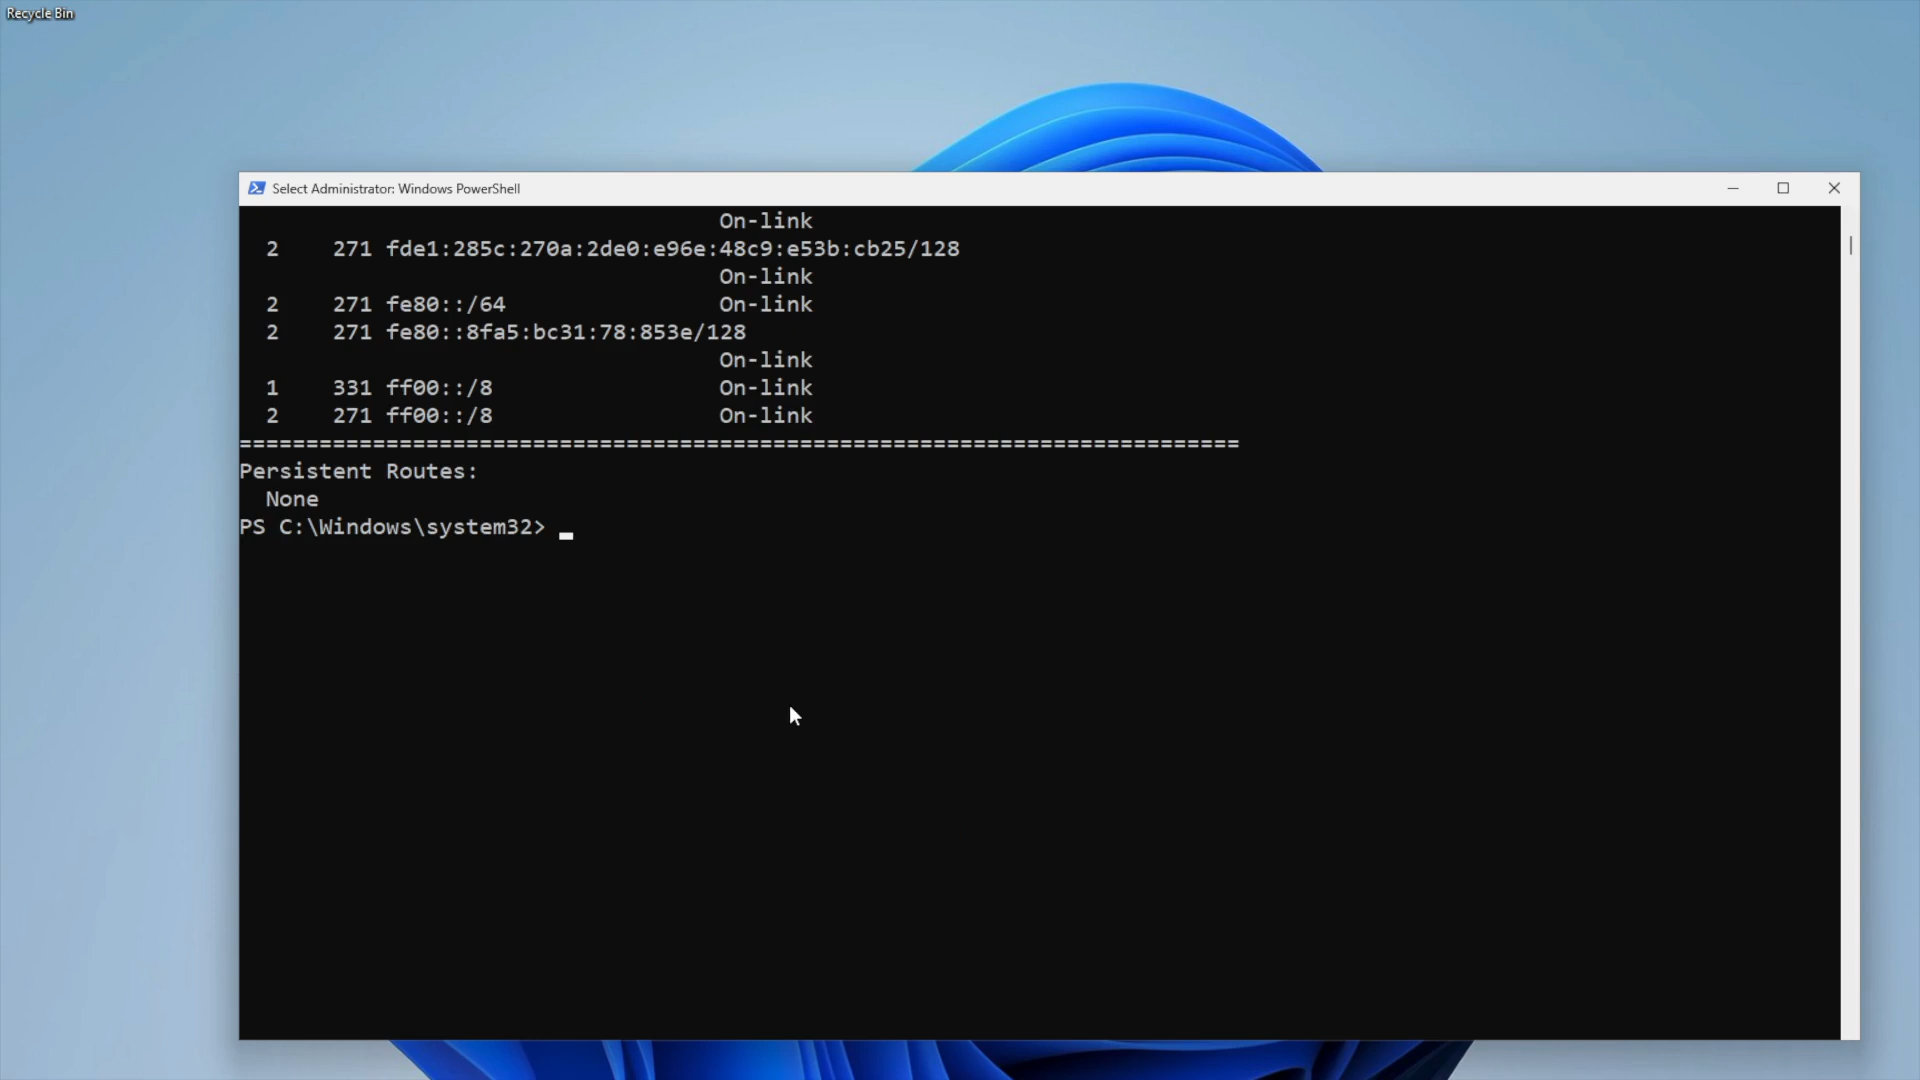 Recycle Bin
Select Administrator: Windows PowerShell
On-link
2 271 fde1:285c:270a:2de0:e96e:48c9:e53b:cb25/128
On-link
2 271 fe80::/64 On-link
2 271 fe80::8fa5:bc31:78:853e/128
On-link
1 331 ff00::/8 On-link
2 271 ff00::/8 On-link
===========================================================================
Persistent Routes:
None
PS C:\Windows\system32>